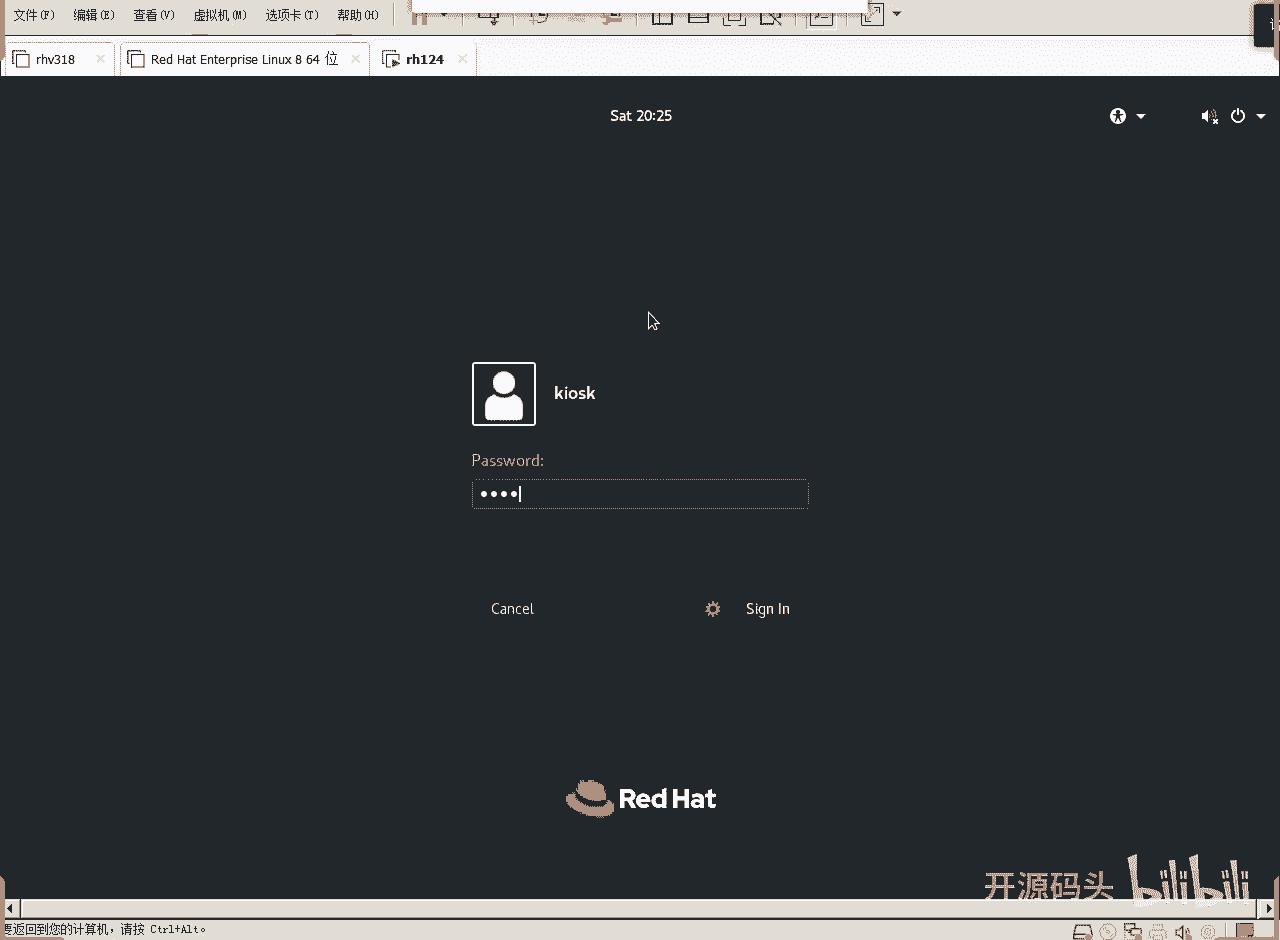 文件(F) 编辑(E) 查看(V) 虚拟机(M) 选项卡(T) 帮助(H)
rhv318 Red Hat Enterprise Linux 8 64 位 rh124
Sat 20:25
kiosk
Password:
Cancel Sign In
Red Hat
开源码头 bilibili
要返回到您的计算机，请按 Ctrl+Alt。